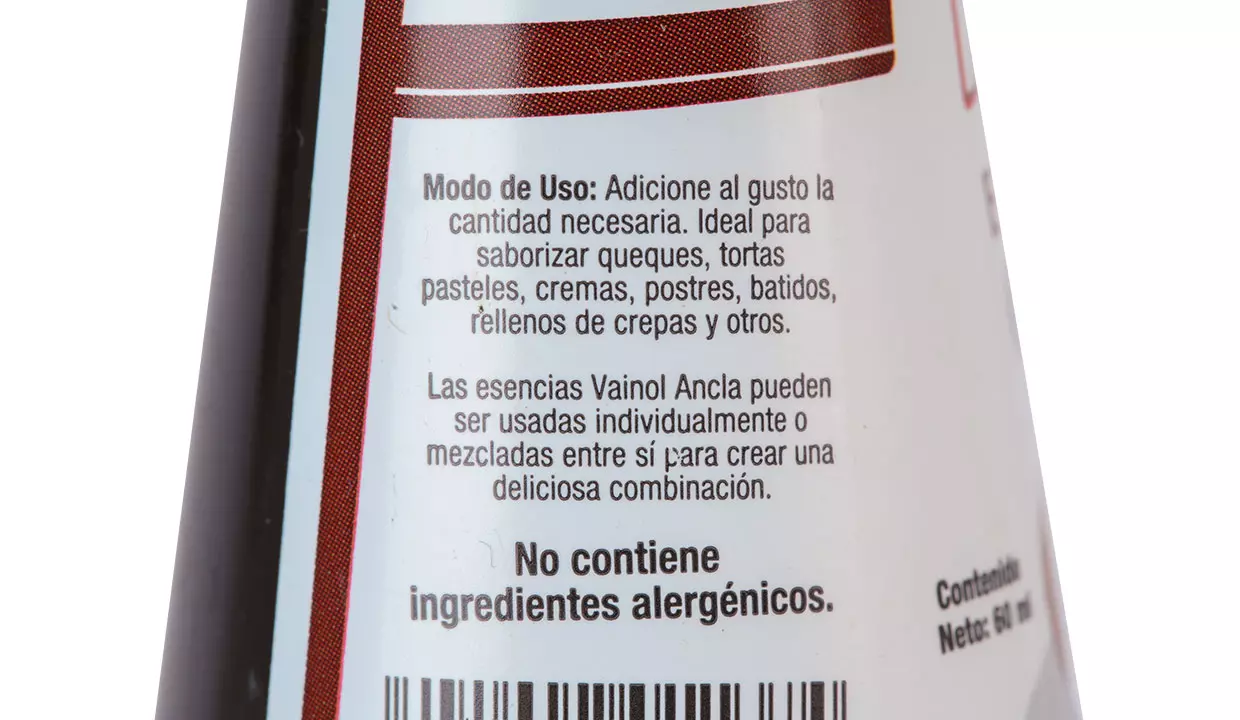 Modo de Uso: Adicione al gusto la
cantidad necesaria. Ideal para
saborizar queques, tortas
pasteles, cremas, postres, batidos,
rellenos de crepas y otros.
Las esencias Vainol Ancla pueden
ser usadas individualmente o
mezcladas entre sí para crear una
deliciosa combinación.
No contiene
ingredientes alergénicos.
Contenido
Neto: 60 ml